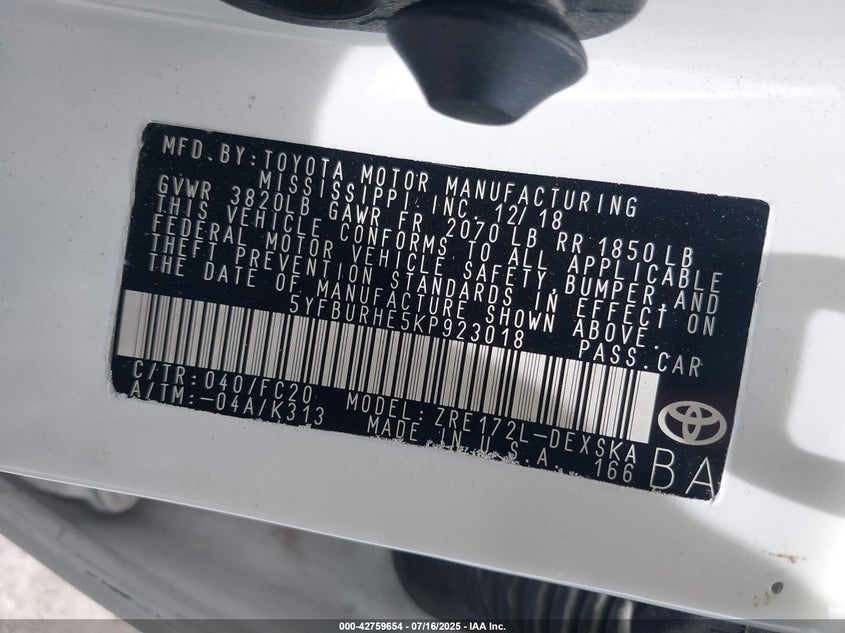 MFD.BY:TOYOTA MOTOR MANUFACTURING
MISSISSIPPI, INC. 12/18
GVWR 3820LB GAWR FR 2070 LB RR 1850 LB
THIS VEHICLE CONFORMS TO ALL APPLICABLE
FEDERAL MOTOR VEHICLE SAFETY,BUMPER,AND
THEFT PREVENTION STANDARDS IN EFFECT ON
THE DATE OF MANUFACTURE SHOWN ABOVE.
5YFBURHE5KP923018 PASS.CAR
C/TR:040/FC20 MODEL:ZRE172L-DEXSKA
A/TM:-04A/K313 MADE IN U.S.A. 166
BA
000-42759654 - 07/16/2025 - IAA Inc.